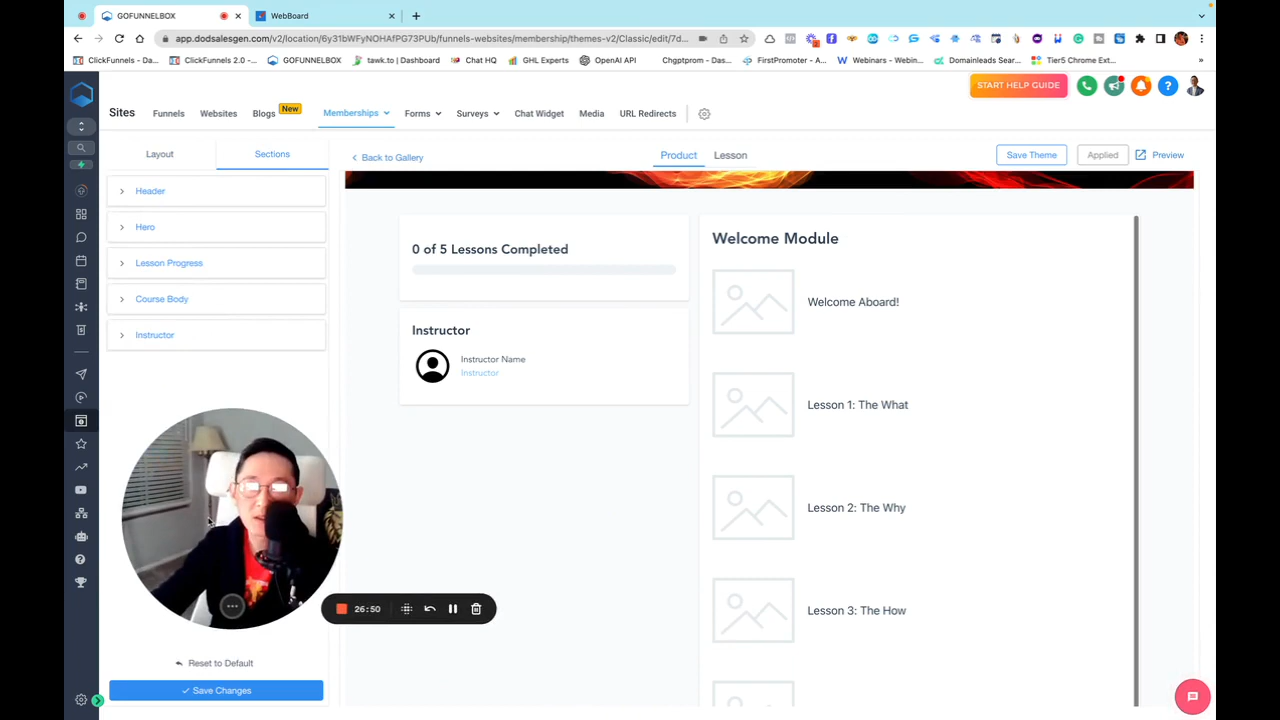 GOFUNNELBOX
WebBoard
app.dodsalesgen.com/v2/location/6y31bWFyNOHAfPG73PUb/funnels-websites/membership/themes-v2/Classic/edit/7d...
ClickFunnels - Da...
ClickFunnels 2.0 -...
GOFUNNELBOX
tawk.to | Dashboard
Chat HQ
GHL Experts
OpenAI API
Chgptprom - Das...
FirstPromoter - A...
Webinars – Webin...
Domainleads Sear...
Tier5 Chrome Ext...
»
START HELP GUIDE
Sites
Funnels
Websites
Blogs
New
Memberships
Forms
Surveys
Chat Widget
Media
URL Redirects
Layout
Sections
Back to Gallery
Product
Lesson
Save Theme
Applied
Preview
Header
Hero
Lesson Progress
Course Body
Instructor
0 of 5 Lessons Completed
Instructor
Instructor Name
Instructor
Welcome Module
Welcome Aboard!
Lesson 1: The What
Lesson 2: The Why
Lesson 3: The How
26:50
Reset to Default
Save Changes